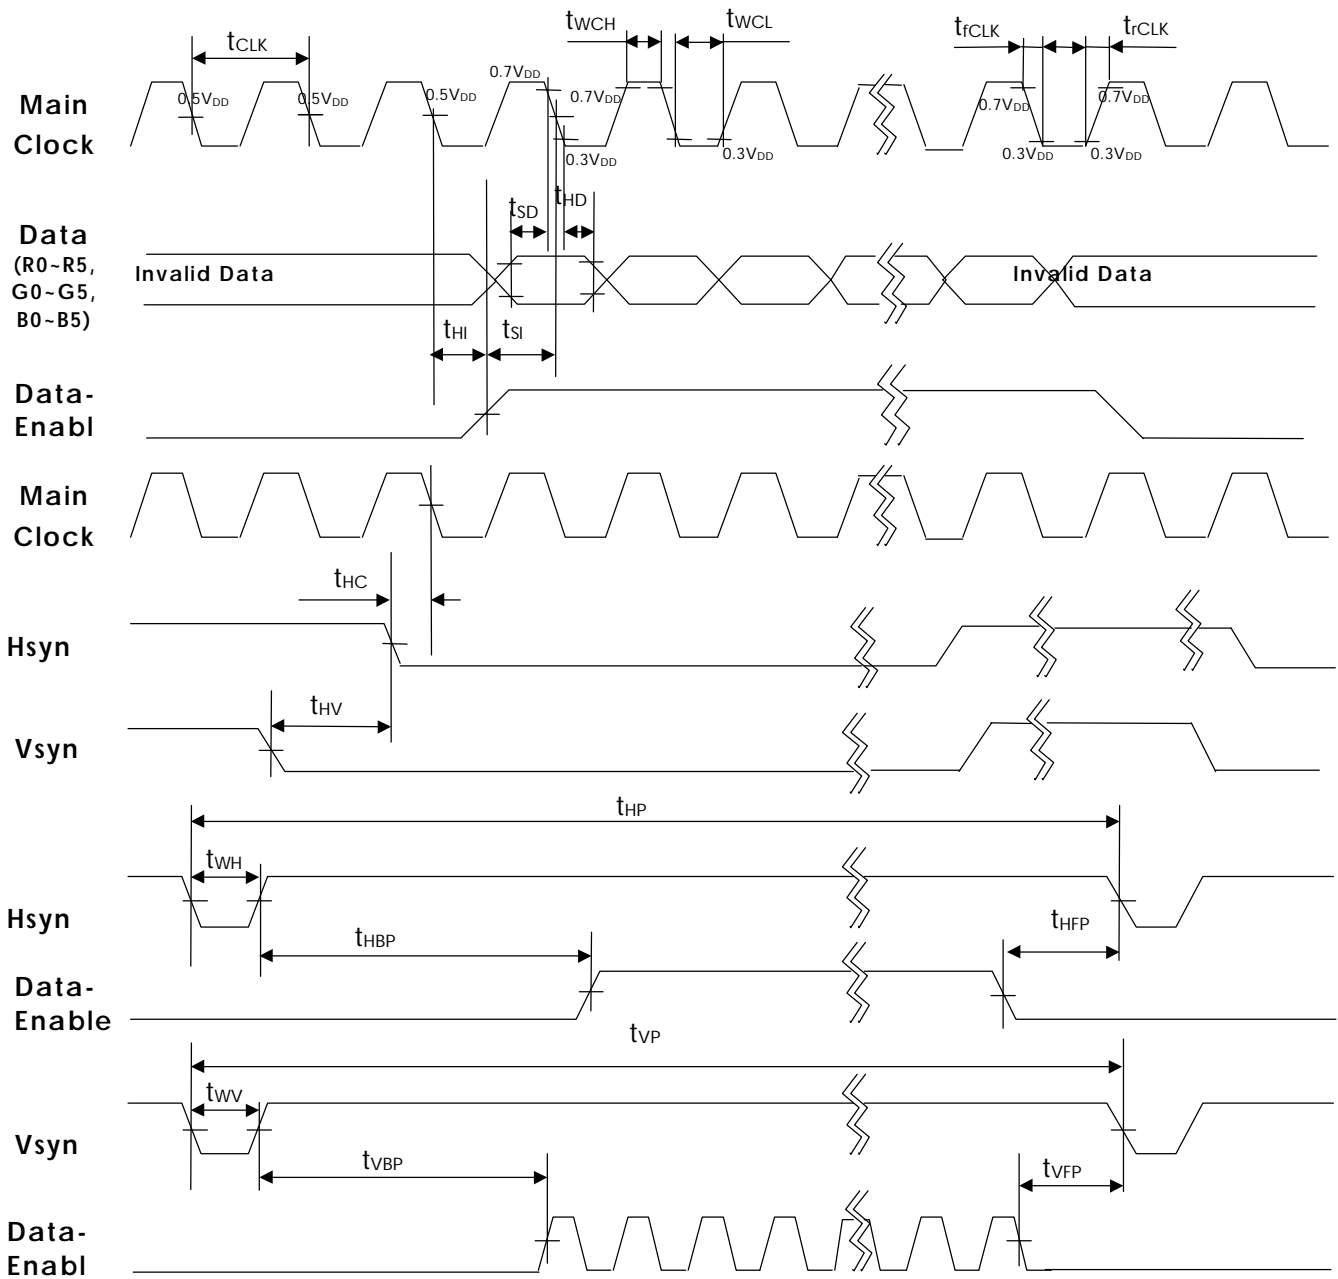 tCLK
tWCH
tWCL
tfCLK
trCLK
Main
Clock
0.5VDD
0.5VDD
0.5VDD
0.7VDD
0.7VDD
0.3VDD
0.3VDD
0.7VDD
0.7VDD
0.3VDD
0.3VDD
tSD
tHD
Data
(R0~R5,
G0~G5,
B0~B5)
Invalid Data
Invalid Data
tHI
tSI
Data-
Enabl
Main
Clock
tHC
Hsyn
tHV
Vsyn
tHP
tWH
Hsyn
tHBP
tHFP
Data-
Enable
tVP
tWV
Vsyn
tVBP
tVFP
Data-
Enabl